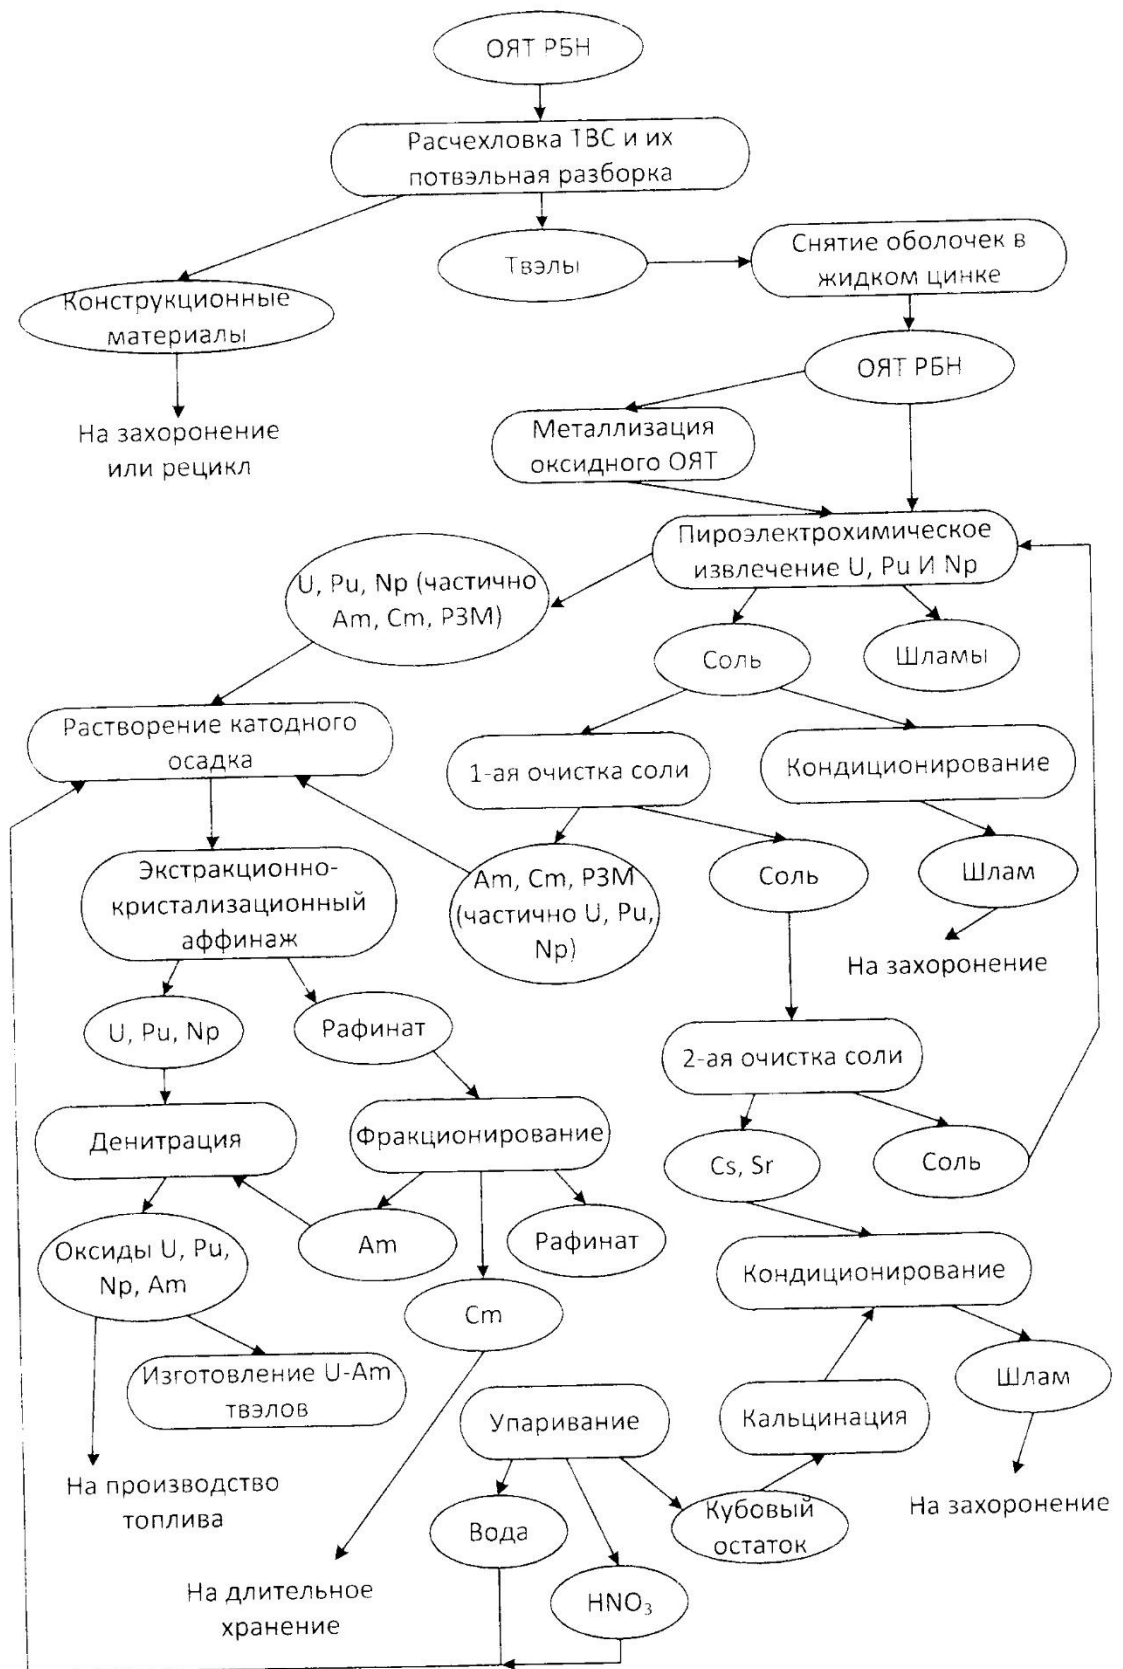 ОЯТ РБН
Расчехловка ТВС и их
потвэльная разборка
Твэлы
Снятие оболочек в
жидком цинке
Конструкционные
материалы
ОЯТ РБН
На захоронение
или рецикл
Металлизация
оксидного ОЯТ
Пироэлектрохимическое
извлечение U, Pu И Np
U, Pu, Np (частично
Am, Cm, РЗМ)
Соль
Шламы
Растворение катодного
осадка
1-ая очистка соли
Кондиционирование
Экстракционно-
кристализационный
аффинаж
Am, Cm, РЗМ
(частично U, Pu,
Np)
Соль
Шлам
На захоронение
U, Pu, Np
Рафинат
2-ая очистка соли
Денитрация
Фракционирование
Cs, Sr
Соль
Оксиды U, Pu,
Np, Am
Am
Рафинат
Кондиционирование
Cm
Изготовление U-Am
твэлов
Упаривание
Кальцинация
Шлам
На производство
топлива
Вода
Кубовый
остаток
На захоронение
На длительное
хранение
HNO₃